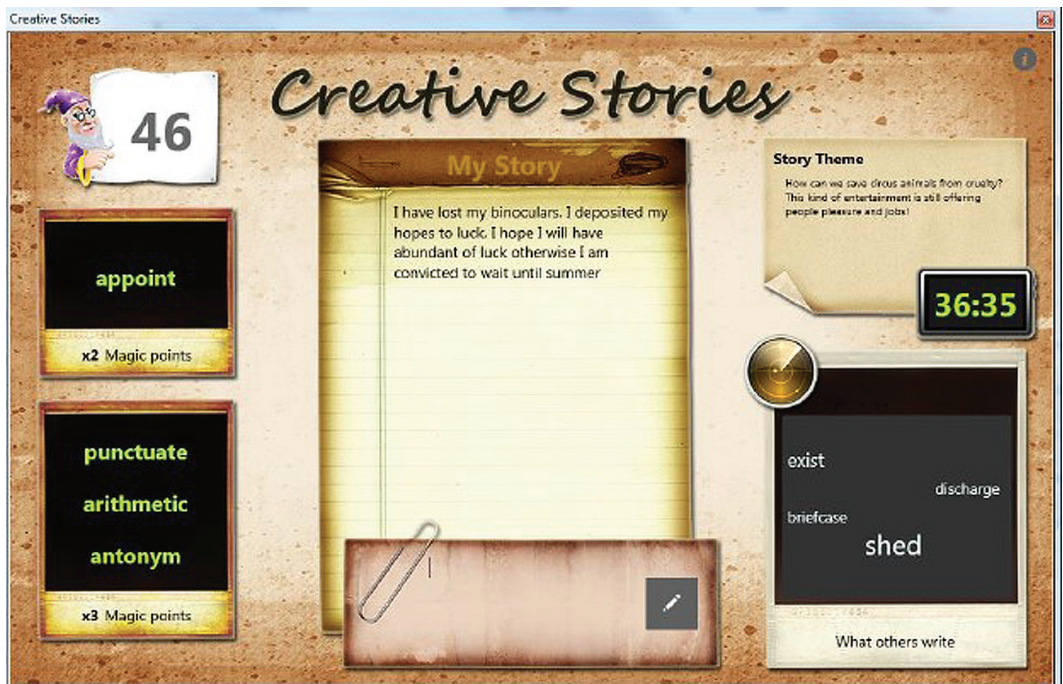 Creative Stories
i
46
Creative Stories
My Story
I have lost my binoculars. I deposited my
hopes to luck. I hope I will have
abundant of luck otherwise I am
convicted to wait until summer
Story Theme
How can we save circus animals from cruelty?
This kind of entertainment is still offering
people pleasure and jobs!
36:35
appoint
x2 Magic points
punctuate
arithmetic
antonym
x3 Magic points
exist
discharge
briefcase
shed
What others write